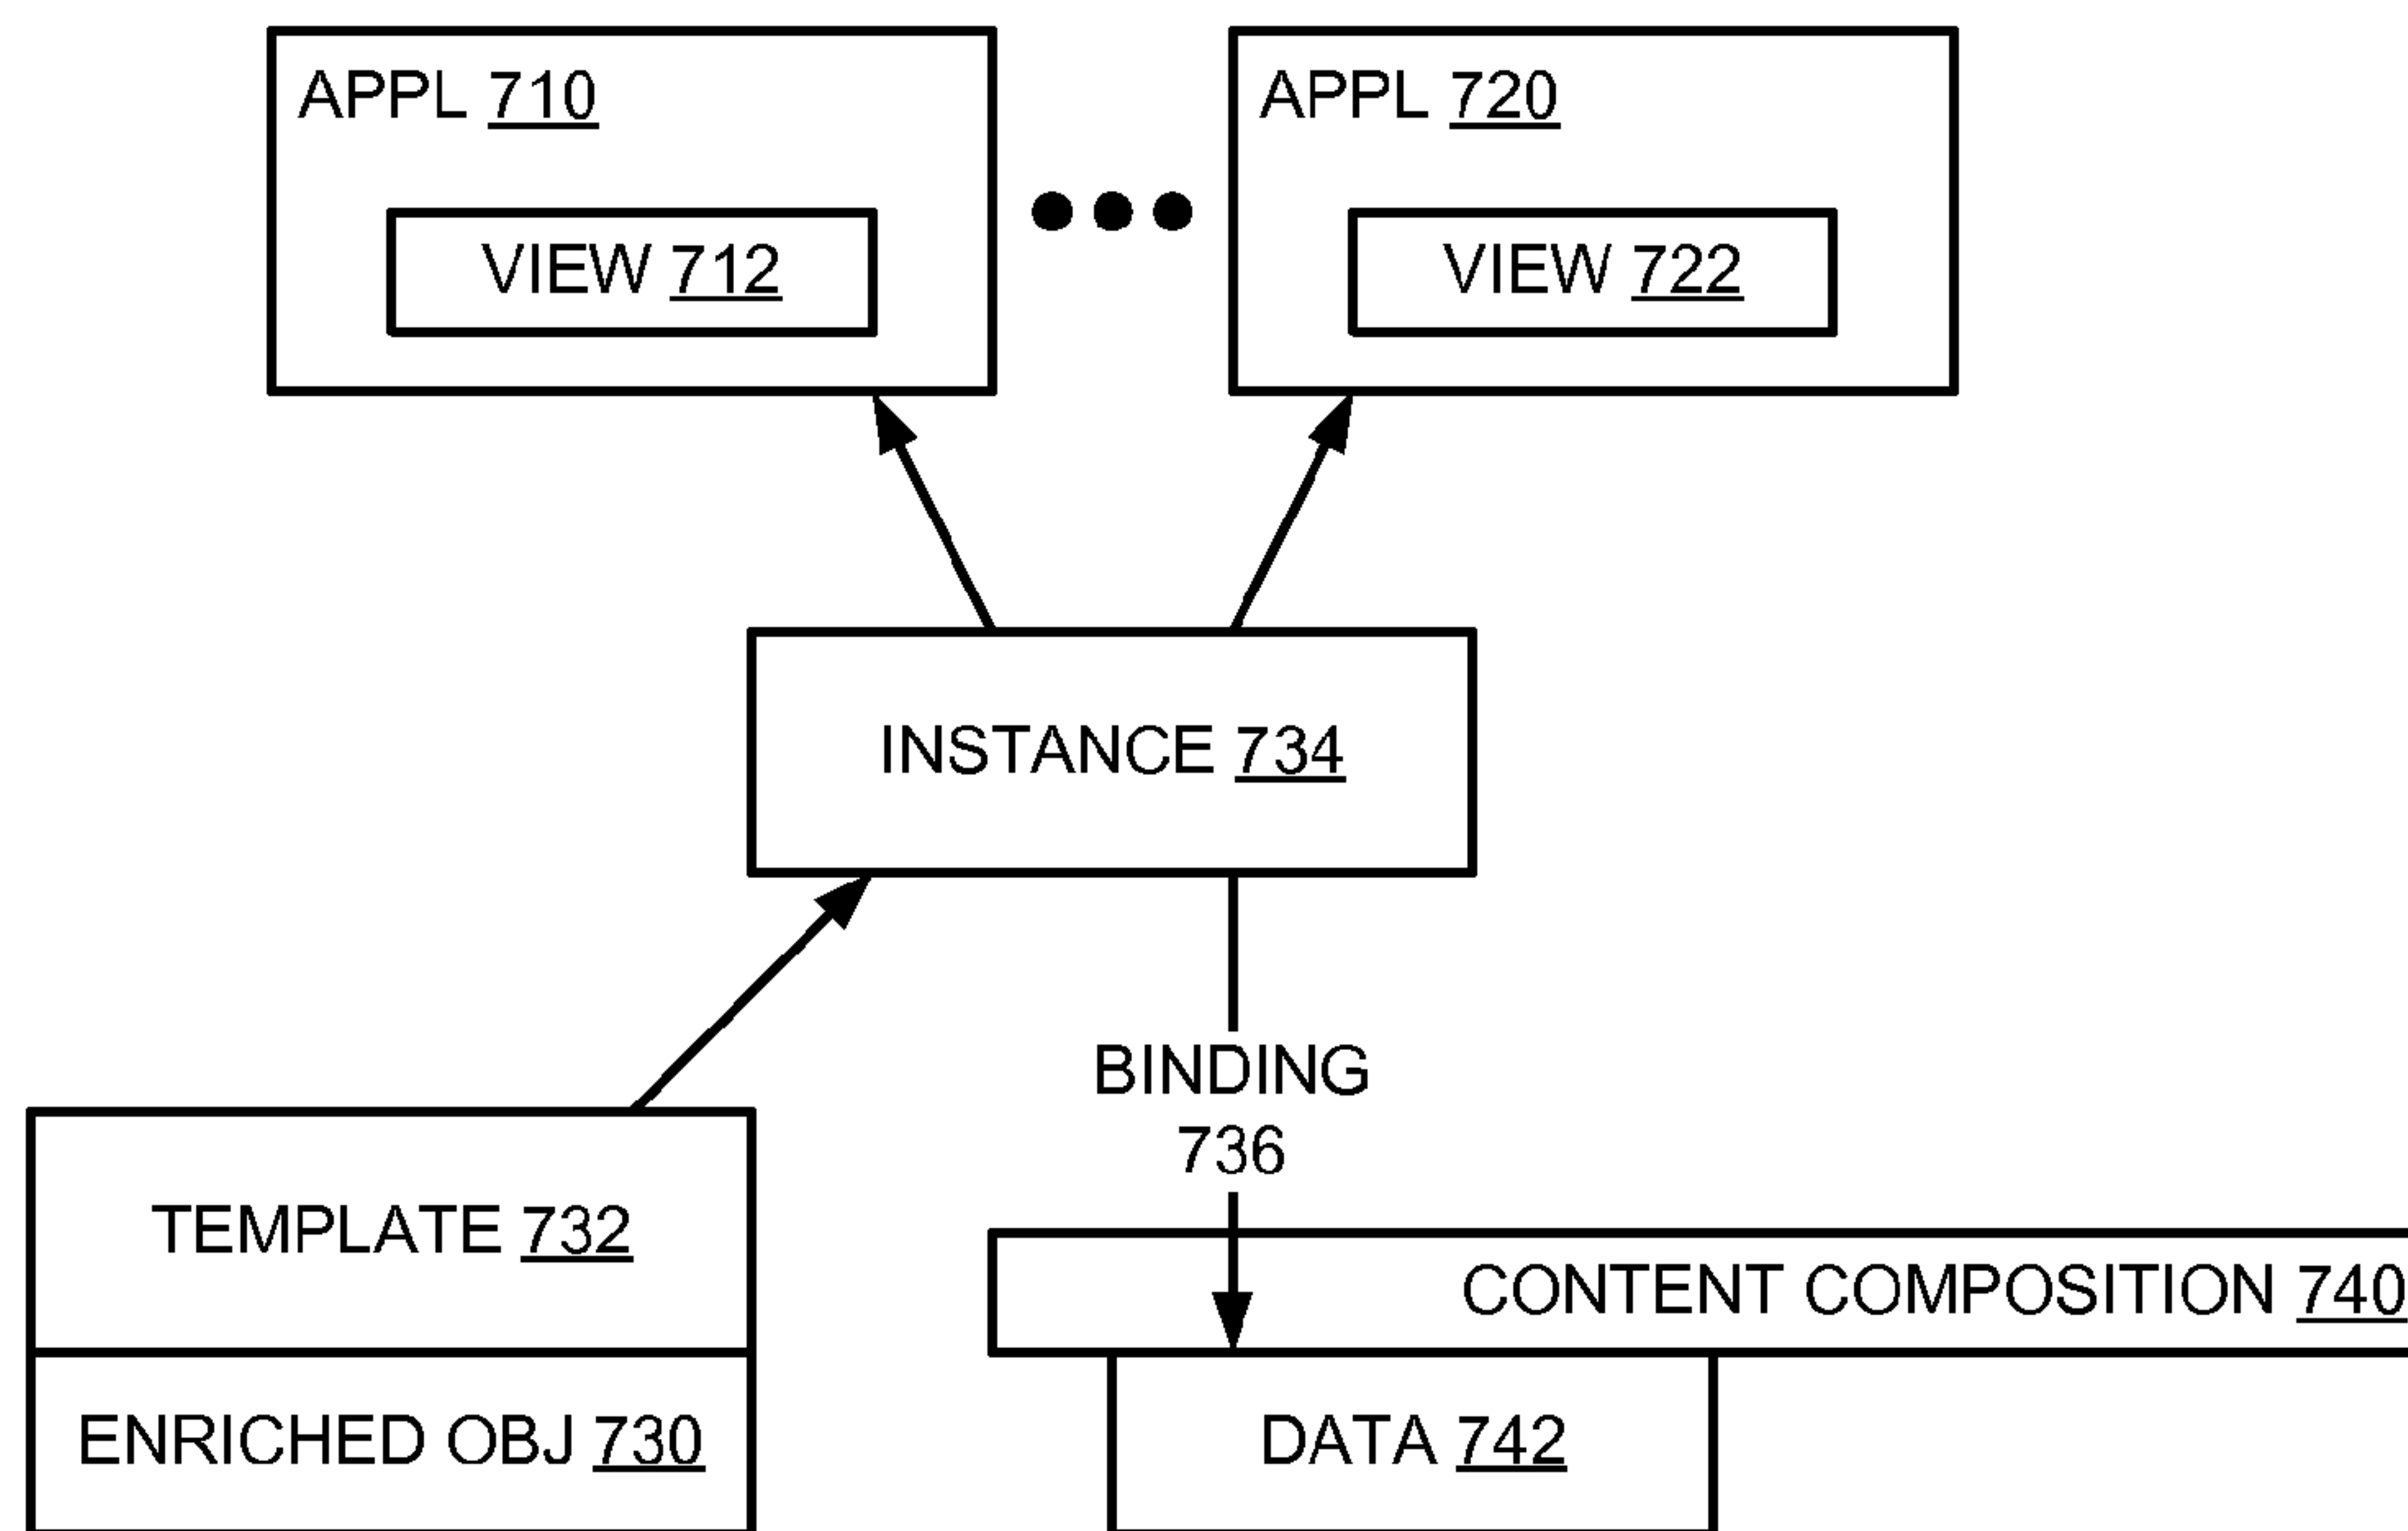 APPL 710
APPL 720
VIEW 712
VIEW 722
INSTANCE 734
BINDING
736
TEMPLATE 732
CONTENT COMPOSITION 740
ENRICHED OBJ 730
DATA 742